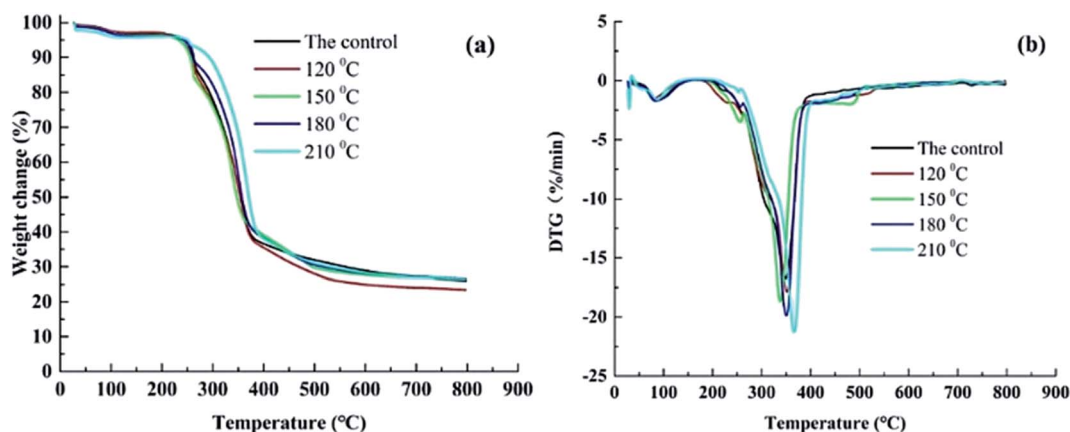 (a)
Weight change (%)
100
90
80
70
60
50
40
30
20
10
0
The control
120 ⁰C
150 ⁰C
180 ⁰C
210 ⁰C
0 100 200 300 400 500 600 700 800 900
Temperature (°C)
(b)
DTG (%/min)
5
0
-5
-10
-15
-20
-25
The control
120 ⁰C
150 ⁰C
180 ⁰C
210 ⁰C
0 100 200 300 400 500 600 700 800 900
Temperature (°C)